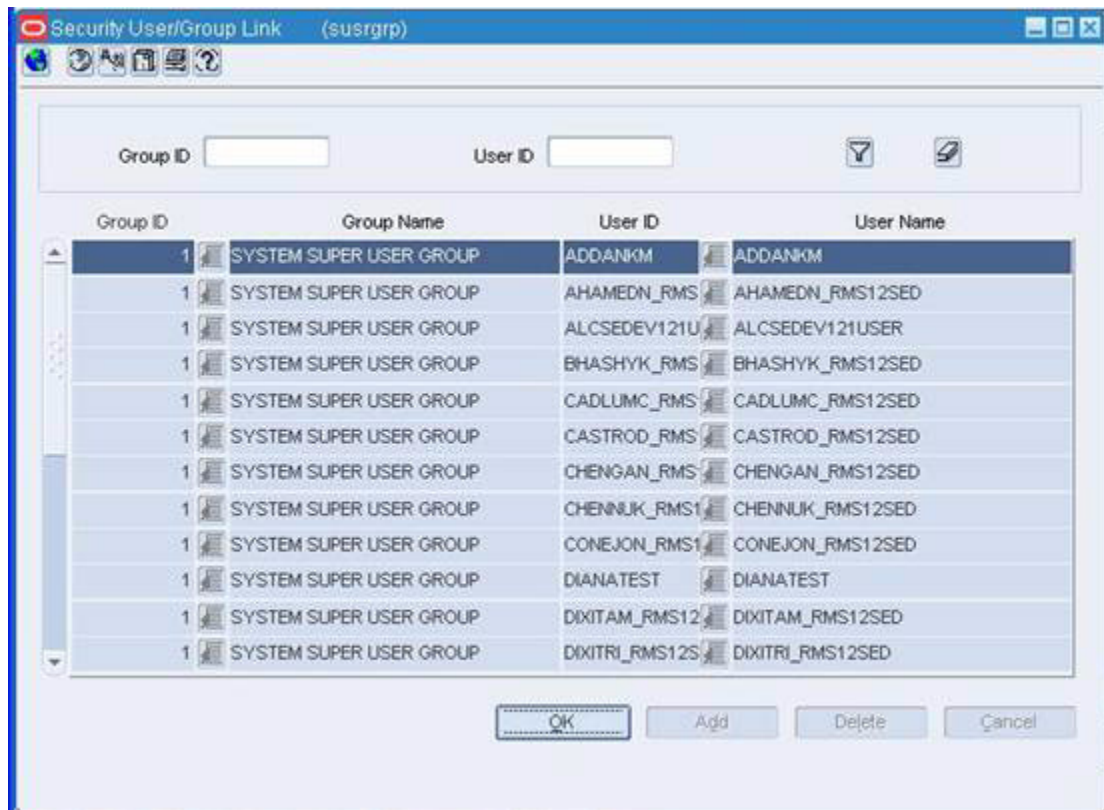 Security User/Group Link (susrgrp)
Group ID User ID
Group ID Group Name User ID User Name
1 SYSTEM SUPER USER GROUP ADDANKM ADDANKM
1 SYSTEM SUPER USER GROUP AHAMEDN_RMS AHAMEDN_RMS12SED
1 SYSTEM SUPER USER GROUP ALCSEDEV121U ALCSEDEV121USER
1 SYSTEM SUPER USER GROUP BHASHYK_RMS BHASHYK_RMS12SED
1 SYSTEM SUPER USER GROUP CADLUMC_RMS CADLUMC_RMS12SED
1 SYSTEM SUPER USER GROUP CASTROD_RMS CASTROD_RMS12SED
1 SYSTEM SUPER USER GROUP CHENGAN_RMS CHENGAN_RMS12SED
1 SYSTEM SUPER USER GROUP CHENNUK_RMS1 CHENNUK_RMS12SED
1 SYSTEM SUPER USER GROUP CONEJON_RMS1 CONEJON_RMS12SED
1 SYSTEM SUPER USER GROUP DIANATEST DIANATEST
1 SYSTEM SUPER USER GROUP DIXITAM_RMS12 DIXITAM_RMS12SED
1 SYSTEM SUPER USER GROUP DIXITRI_RMS12S DIXITRI_RMS12SED
OK Add Delete Cancel